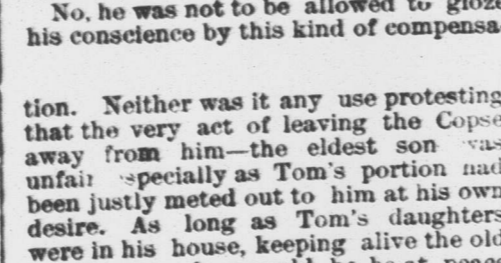 No, he was not to be allowed to gloze
his conscience by this kind of compensa-
tion. Neither was it any use protesting
that the very act of leaving the Copse
away from him—the eldest son was
unfair specially as Tom's portion had
been justly meted out to him at his own
desire. As long as Tom's daughters
were in his house, keeping alive the old